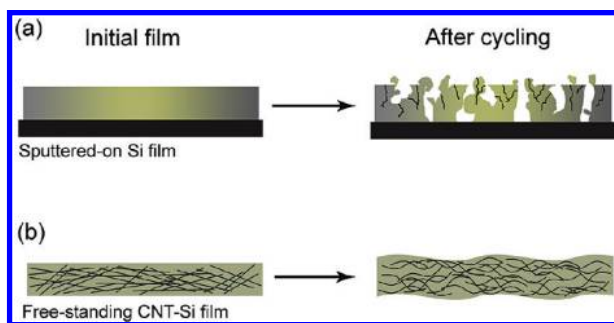 (a)
Initial film
After cycling
Sputtered-on Si film
(b)
Free-standing CNT-Si film